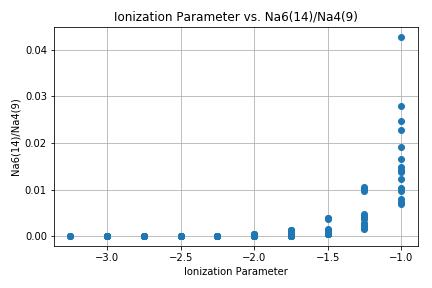 Ionization Parameter vs. Na6(14)/Na4(9)
Na6(14)/Na4(9)
0.04
0.03
0.02
0.01
0.00
−3.0 −2.5 −2.0 −1.5 −1.0
Ionization Parameter